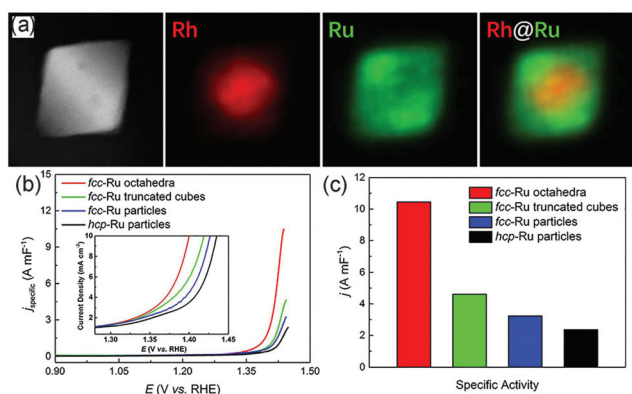 (a)
Rh
Ru
Rh@Ru
(b)
15
12
9
6
3
0
j specific (A mF⁻¹)
fcc-Ru octahedra
fcc-Ru truncated cubes
fcc-Ru particles
hcp-Ru particles
Current Density (mA cm⁻²)
10
8
6
4
2
1.30
1.35
1.40
1.45
E (V vs. RHE)
0.90
1.05
1.20
1.35
1.50
E (V vs. RHE)
(c)
12
10
8
6
4
2
0
j (A mF⁻¹)
fcc-Ru octahedra
fcc-Ru truncated cubes
fcc-Ru particles
hcp-Ru particles
Specific Activity